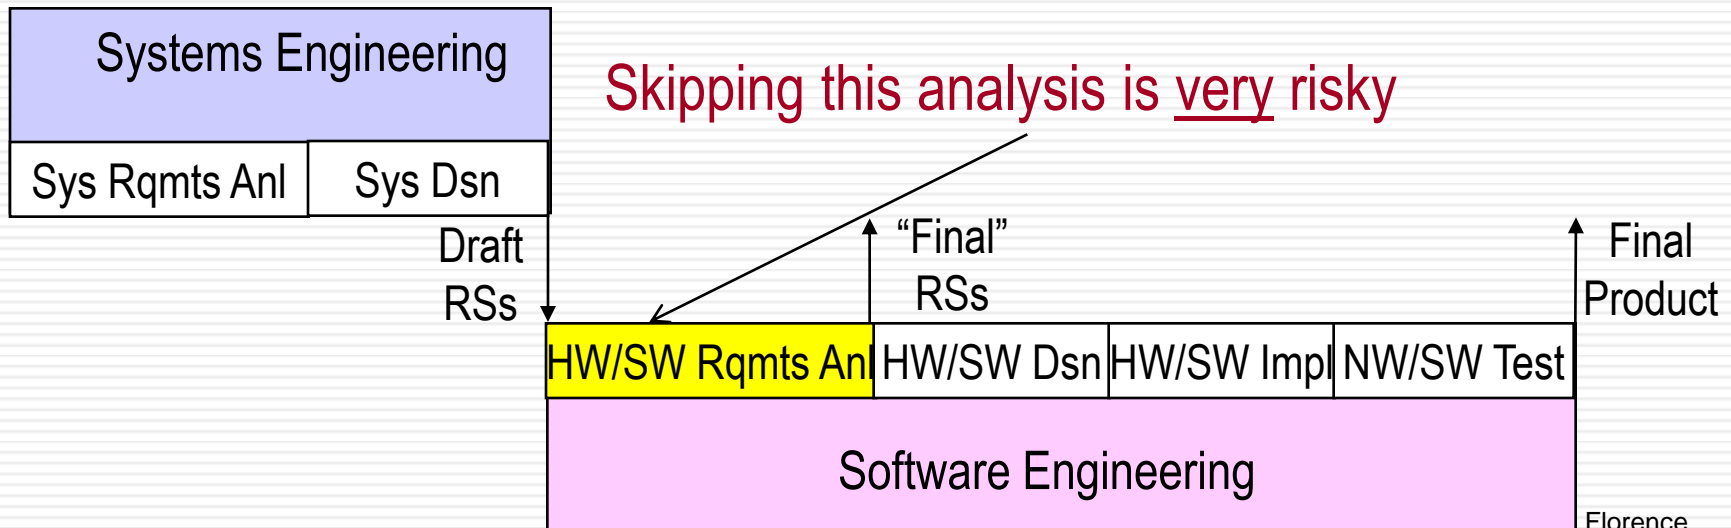 Systems Engineering
Skipping this analysis is very risky
Sys Rqmts Anl
Sys Dsn
Draft
RSs
“Final”
RSs
Final
Product
HW/SW Rqmts Anl
HW/SW Dsn
HW/SW Impl
NW/SW Test
Software Engineering
Florence